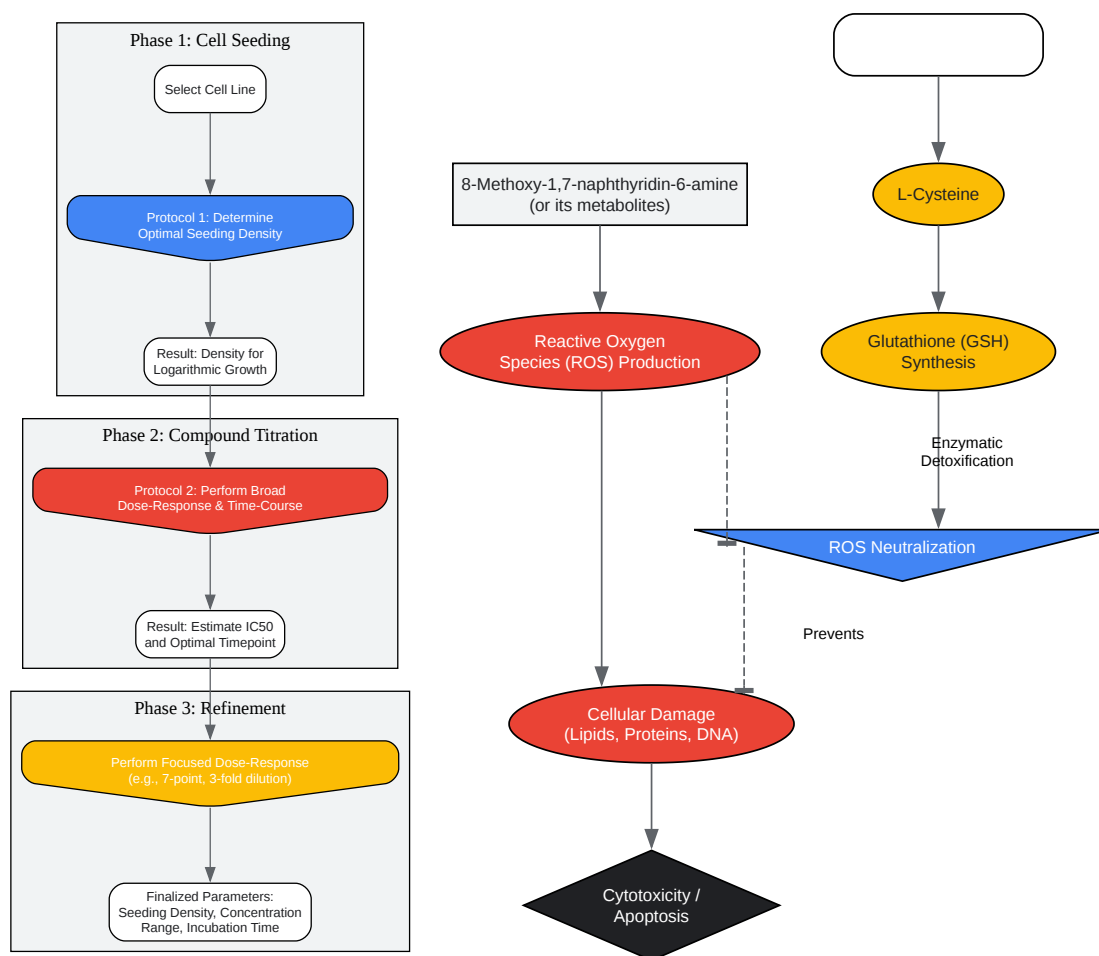 Phase 1: Cell Seeding
Select Cell Line
Protocol 1: Determine
Optimal Seeding Density
Result: Density for
Logarithmic Growth
Phase 2: Compound Titration
Protocol 2: Perform Broad
Dose-Response & Time-Course
Result: Estimate IC50
and Optimal Timepoint
Phase 3: Refinement
Perform Focused Dose-Response
(e.g., 7-point, 3-fold dilution)
Finalized Parameters:
Seeding Density, Concentration
Range, Incubation Time
8-Methoxy-1,7-naphthyridin-6-amine
(or its metabolites)
Reactive Oxygen
Species (ROS) Production
Cellular Damage
(Lipids, Proteins, DNA)
Cytotoxicity /
Apoptosis
L-Cysteine
Glutathione (GSH)
Synthesis
Enzymatic
Detoxification
ROS Neutralization
Prevents